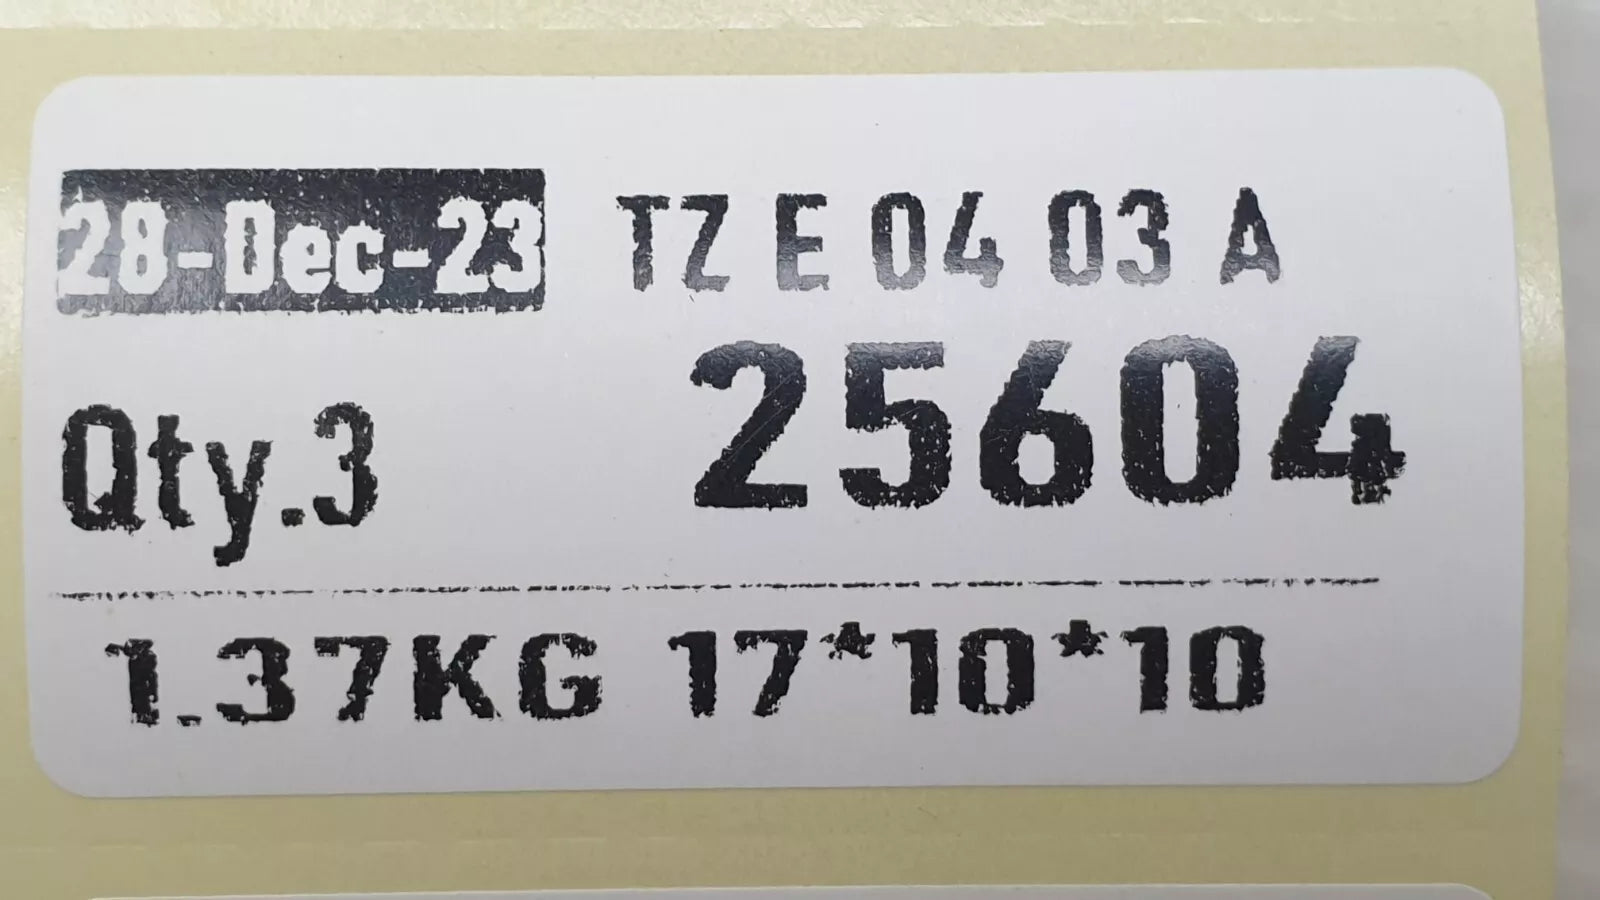 28-Dec-23 TZ E 04 03 A
Qty.3 25604
1.37KG 17*10*10